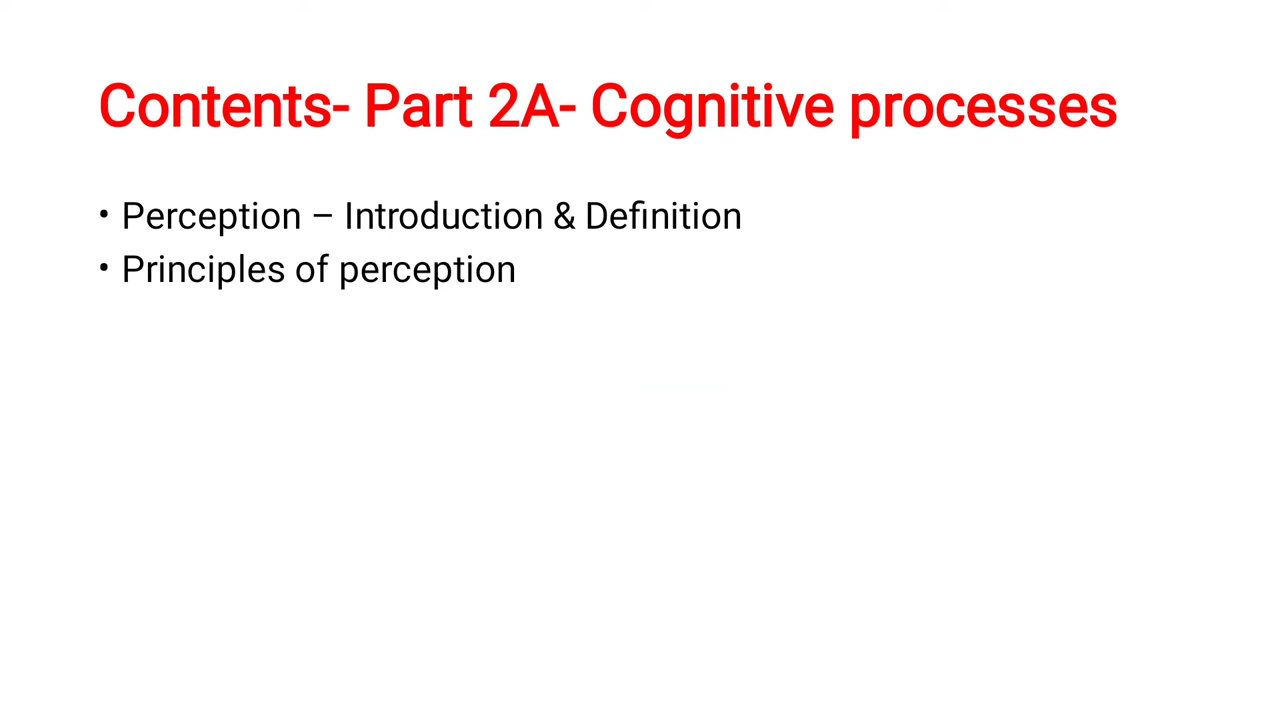 Contents- Part 2A- Cognitive processes
• Perception – Introduction & Definition
• Principles of perception